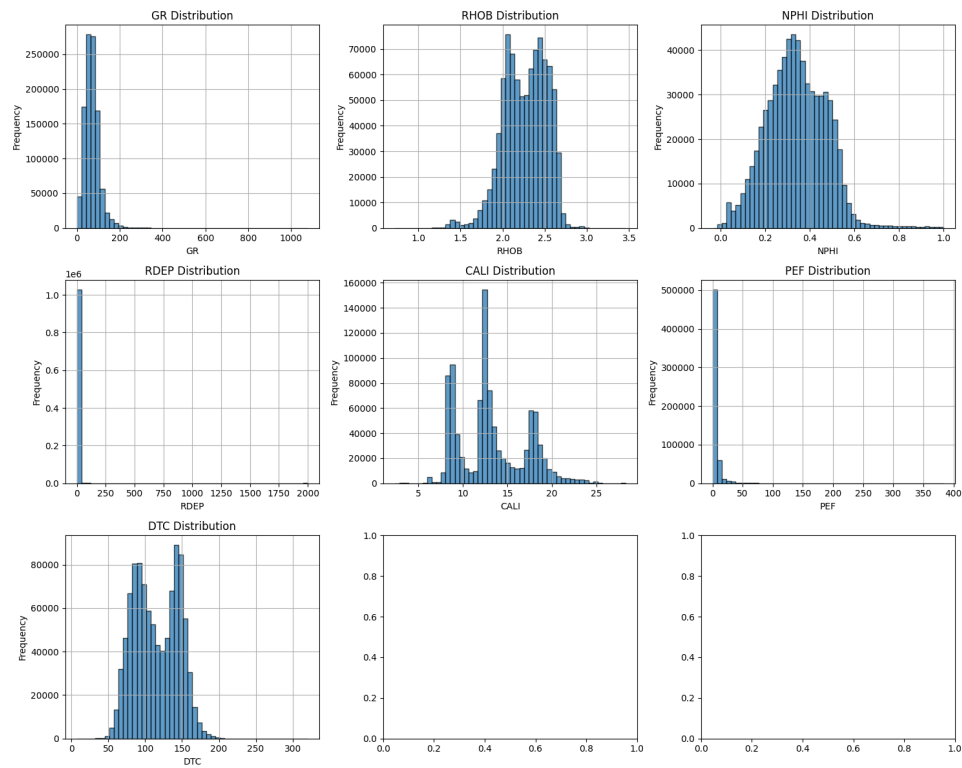 GR Distribution
Frequency
250000
200000
150000
100000
50000
0
0 200 400 600 800 1000
GR
RHOB Distribution
Frequency
70000
60000
50000
40000
30000
20000
10000
0
1.0 1.5 2.0 2.5 3.0 3.5
RHOB
NPHI Distribution
Frequency
40000
30000
20000
10000
0
0.0 0.2 0.4 0.6 0.8 1.0
NPHI
RDEP Distribution
1e6
Frequency
1.0
0.8
0.6
0.4
0.2
0.0
0 250 500 750 1000 1250 1500 1750 2000
RDEP
CALI Distribution
Frequency
160000
140000
120000
100000
80000
60000
40000
20000
0
5 10 15 20 25
CALI
PEF Distribution
Frequency
500000
400000
300000
200000
100000
0
0 50 100 150 200 250 300 350 400
PEF
DTC Distribution
Frequency
80000
60000
40000
20000
0
0 50 100 150 200 250 300
DTC
1.0
0.8
0.6
0.4
0.2
0.0
0.0 0.2 0.4 0.6 0.8 1.0
1.0
0.8
0.6
0.4
0.2
0.0
0.0 0.2 0.4 0.6 0.8 1.0